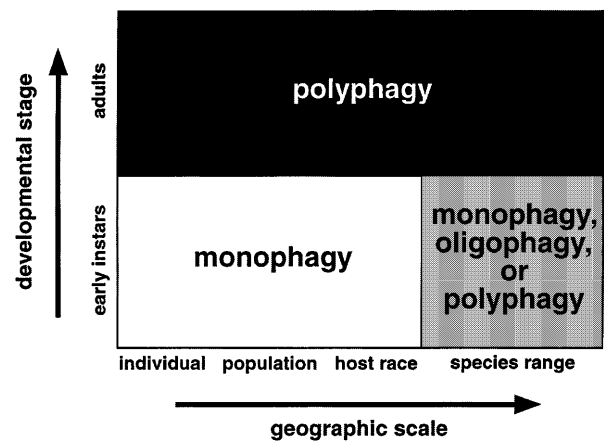 developmental stage
adults
early instars
polyphagy
monophagy
monophagy,
oligophagy,
or
polyphagy
individual population host race species range
geographic scale